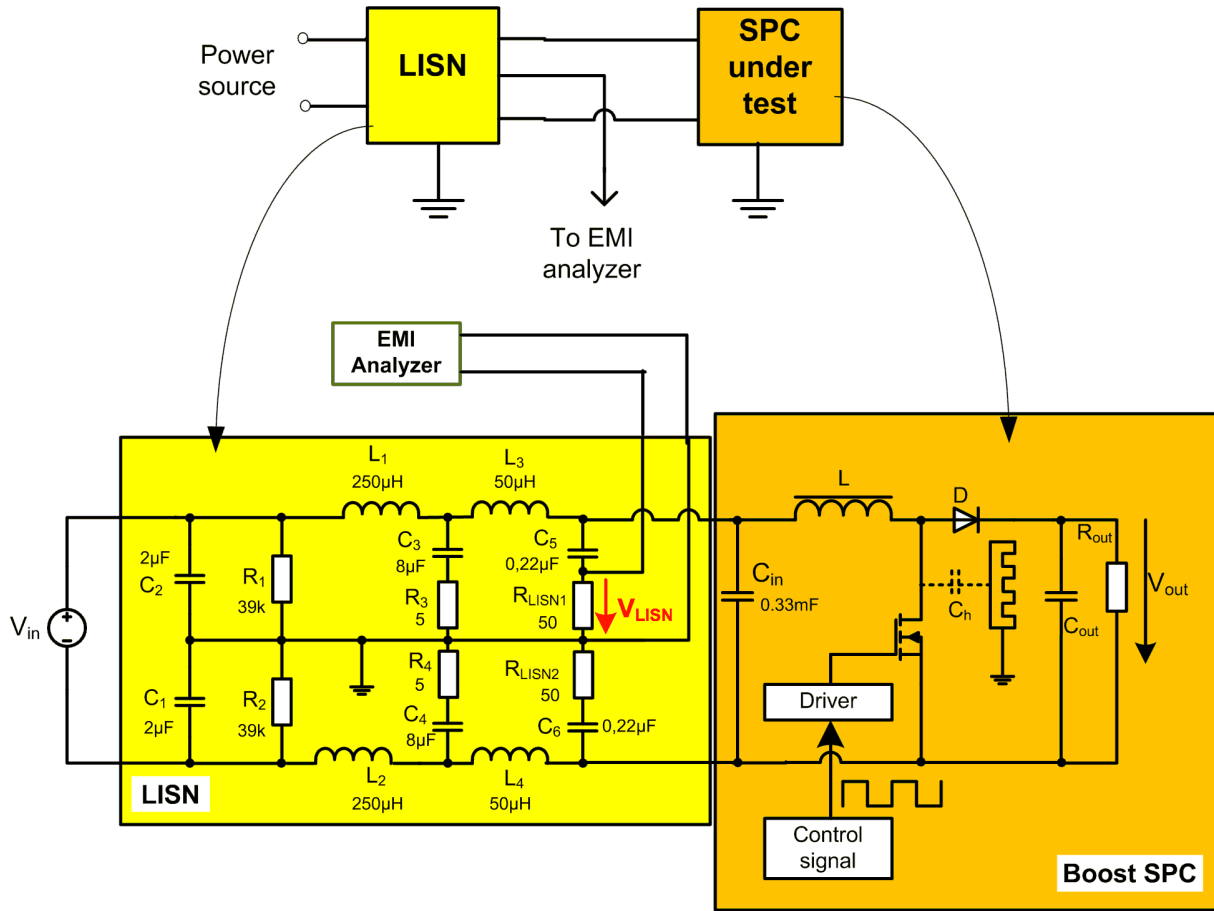 Power
source
LISN
SPC
under
test
To EMI
analyzer
EMI
Analyzer
L1
250µH
L3
50µH
L
D
2µF
C2
R1
39k
C3
8µF
R3
5
C5
0,22µF
RLISN1
50
VLISN
Cin
0.33mF
Ch
Rout
Cout
Vout
Vin
C1
2µF
R2
39k
R4
5
C4
8µF
RLISN2
50
C6
0,22µF
Driver
L2
250µH
L4
50µH
LISN
Control
signal
Boost SPC